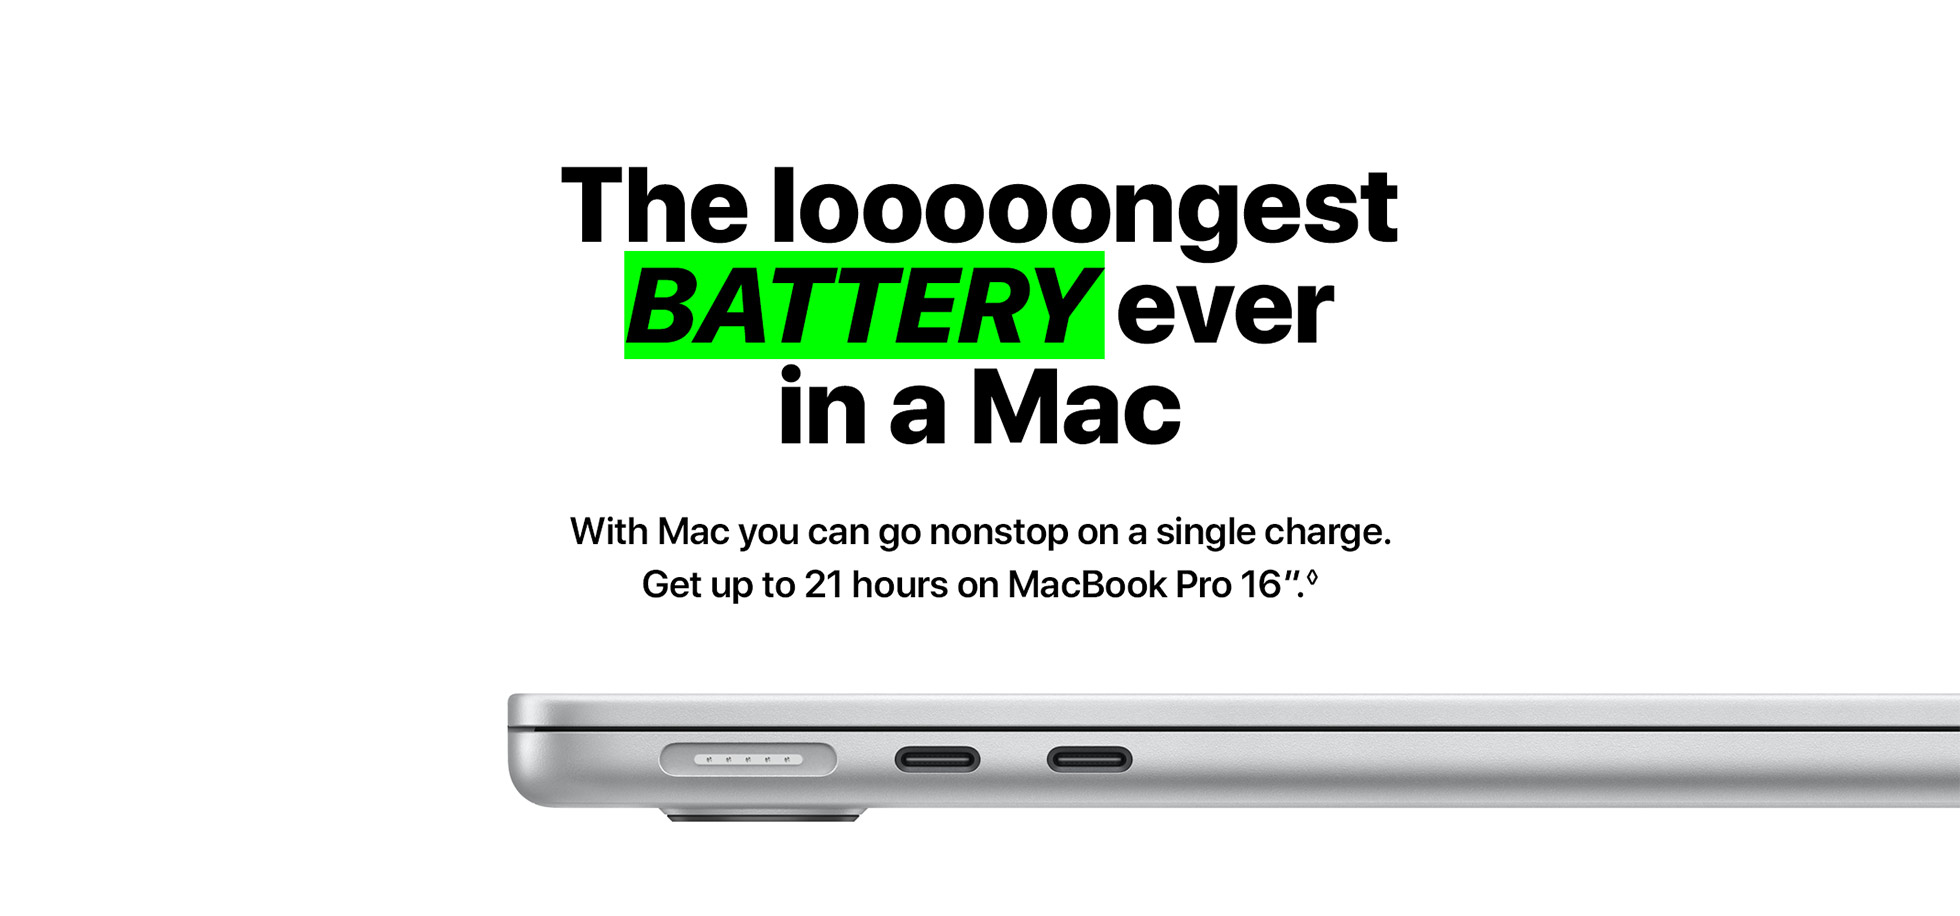 The looooongest
BATTERY ever
in a Mac
With Mac you can go nonstop on a single charge.
Get up to 21 hours on MacBook Pro 16″.◊